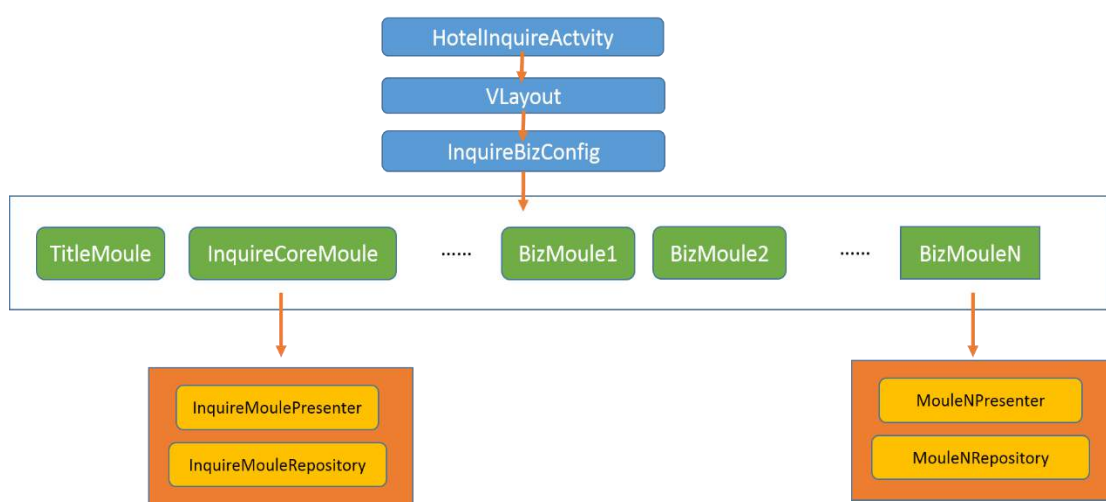 HotelInquireActvity
VLayout
InquireBizConfig
TitleMoule InquireCoreMoule ...... BizMoule1 BizMoule2 ...... BizMouleN
InquireMoulePresenter
InquireMouleRepository
MouleNPresenter
MouleNRepository